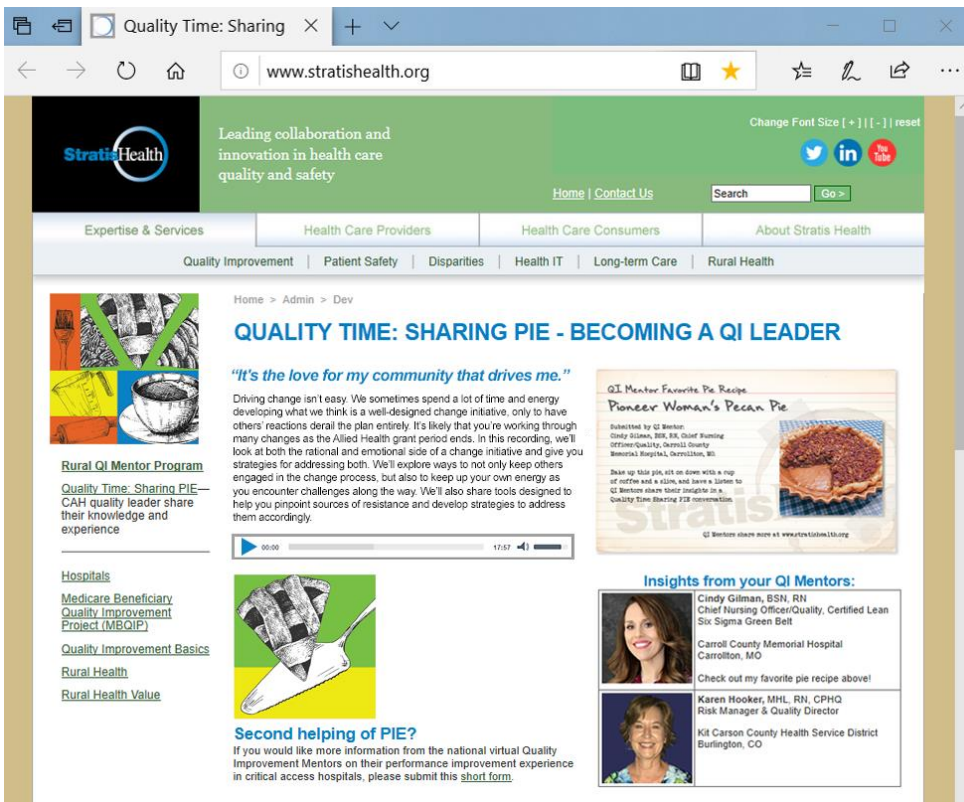 Quality Time: Sharing
www.stratishealth.org
StratisHealth
Leading collaboration and
innovation in health care
quality and safety
Change Font Size [ + ] | [ - ] | reset
You
Tube
Home | Contact Us
Search
Go >
Expertise & Services
Health Care Providers
Health Care Consumers
About Stratis Health
Quality Improvement | Patient Safety | Disparities | Health IT | Long-term Care | Rural Health
Home > Admin > Dev
QUALITY TIME: SHARING PIE - BECOMING A QI LEADER
Rural QI Mentor Program
Quality Time: Sharing PIE—
CAH quality leader share
their knowledge and
experience
Hospitals
Medicare Beneficiary
Quality Improvement
Project (MBQIP)
Quality Improvement Basics
Rural Health
Rural Health Value
“It's the love for my community that drives me.”
Driving change isn't easy. We sometimes spend a lot of time and energy
developing what we think is a well-designed change initiative, only to have
others' reactions derail the plan entirely. It's likely that you're working through
many changes as the Allied Health grant period ends. In this recording, we'll
look at both the rational and emotional side of a change initiative and give you
strategies for addressing both. We'll explore ways to not only keep others
engaged in the change process, but also to keep up your own energy as
you encounter challenges along the way. We'll also share tools designed to
help you pinpoint sources of resistance and develop strategies to address
them accordingly.
00:00
17:57
Second helping of PIE?
If you would like more information from the national virtual Quality
Improvement Mentors on their performance improvement experience
in critical access hospitals, please submit this short form.
QI Mentor Favorite Pie Recipe
Pioneer Woman's Pecan Pie
Submitted by QI Mentor:
Cindy Gilman, BSN, RN, Chief Nursing
Officer/Quality, Carroll County
Memorial Hospital, Carrollton, MO
Bake up this pie, sit on down with a cup
of coffee and a slice, and have a listen to
QI Mentors share their insights in a
Quality Time Sharing PIE conversation.
Stratis
QI Mentors share more at www.stratishealth.org
Insights from your QI Mentors:
Cindy Gilman, BSN, RN
Chief Nursing Officer/Quality, Certified Lean
Six Sigma Green Belt
Carroll County Memorial Hospital
Carrollton, MO
Check out my favorite pie recipe above!
Karen Hooker, MHL, RN, CPHQ
Risk Manager & Quality Director
Kit Carson County Health Service District
Burlington, CO